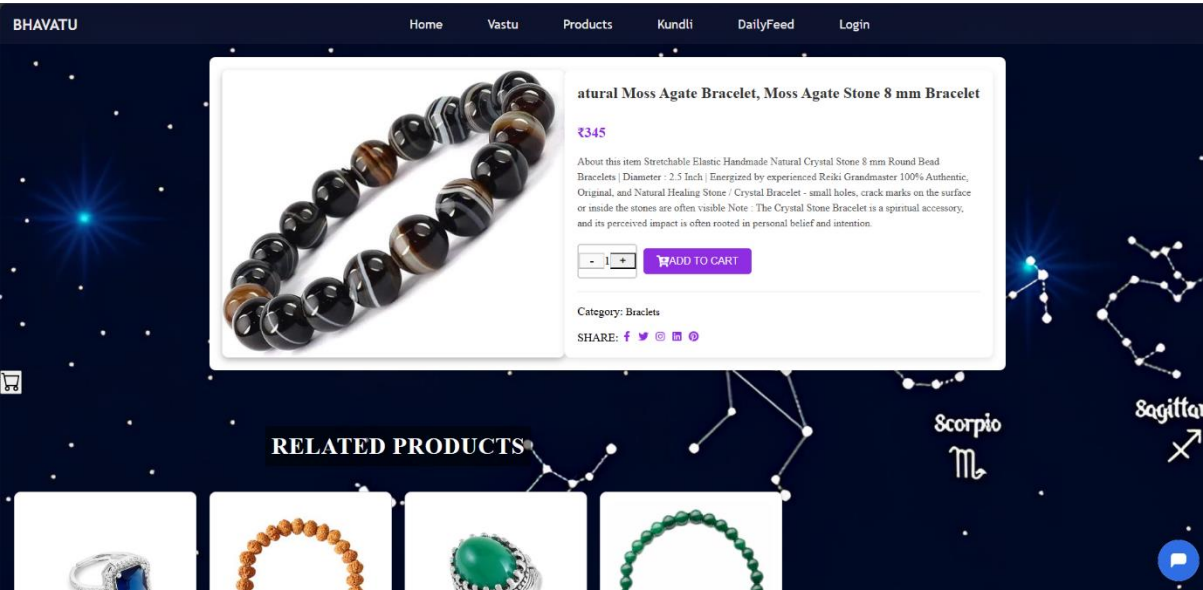 BHAVATU
Home Vastu Products Kundli DailyFeed Login
atural Moss Agate Bracelet, Moss Agate Stone 8 mm Bracelet
₹345
About this item Stretchable Elastic Handmade Natural Crystal Stone 8 mm Round Bead
Bracelets | Diameter : 2.5 Inch | Energized by experienced Reiki Grandmaster 100% Authentic,
Original, and Natural Healing Stone / Crystal Bracelet - small holes, crack marks on the surface
or inside the stones are often visible Note : The Crystal Stone Bracelet is a spiritual accessory,
and its perceived impact is often rooted in personal belief and intention.
- 1 + ADD TO CART
Category: Braclets
SHARE:
Scorpio
Sagittar
RELATED PRODUCTS